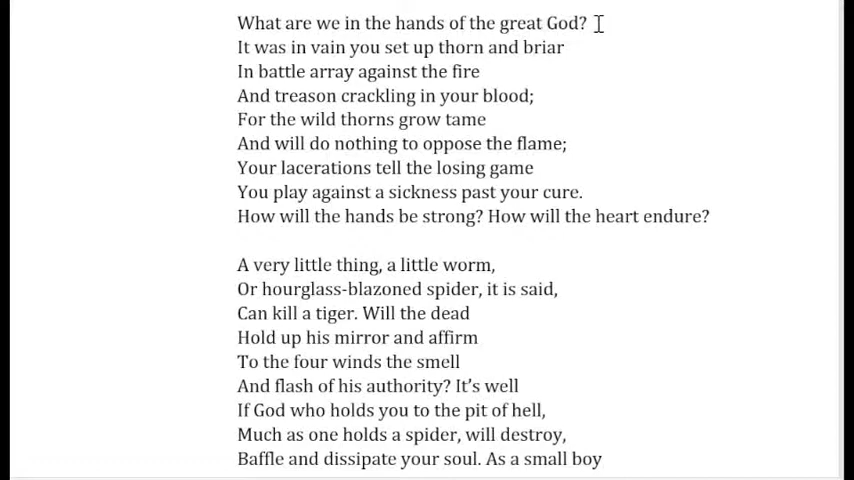 What are we in the hands of the great God?
It was in vain you set up thorn and briar
In battle array against the fire
And treason crackling in your blood;
For the wild thorns grow tame
And will do nothing to oppose the flame;
Your lacerations tell the losing game
You play against a sickness past your cure.
How will the hands be strong? How will the heart endure?

A very little thing, a little worm,
Or hourglass-blazoned spider, it is said,
Can kill a tiger. Will the dead
Hold up his mirror and affirm
To the four winds the smell
And flash of his authority? It’s well
If God who holds you to the pit of hell,
Much as one holds a spider, will destroy,
Baffle and dissipate your soul. As a small boy